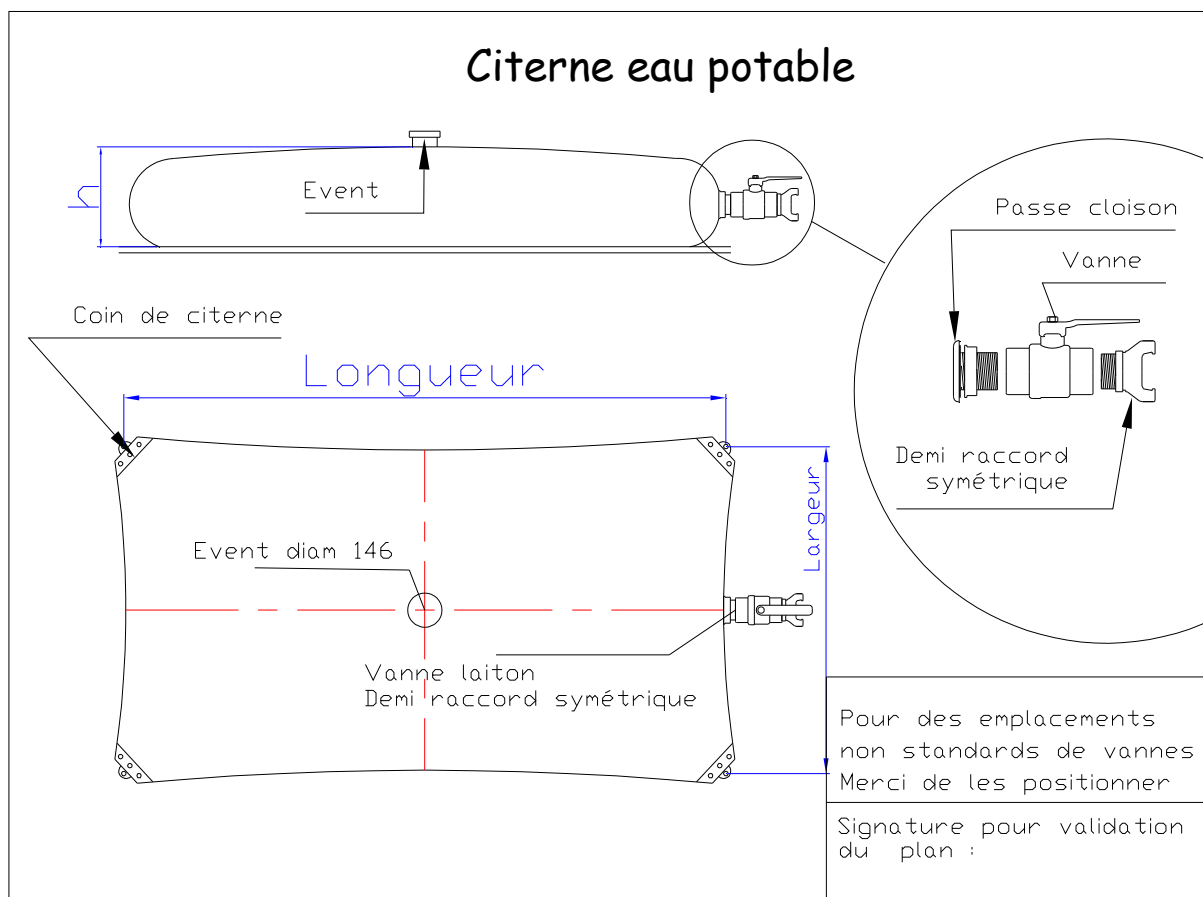 Citerne eau potable
h
Event
Passe cloison
Vanne
Coin de citerne
Longueur
Demi raccord
symétrique
Largeur
Event diam 146
Vanne laiton
Demi raccord symétrique
Pour des emplacements
non standards de vannes
Merci de les positionner
Signature pour validation
du plan :